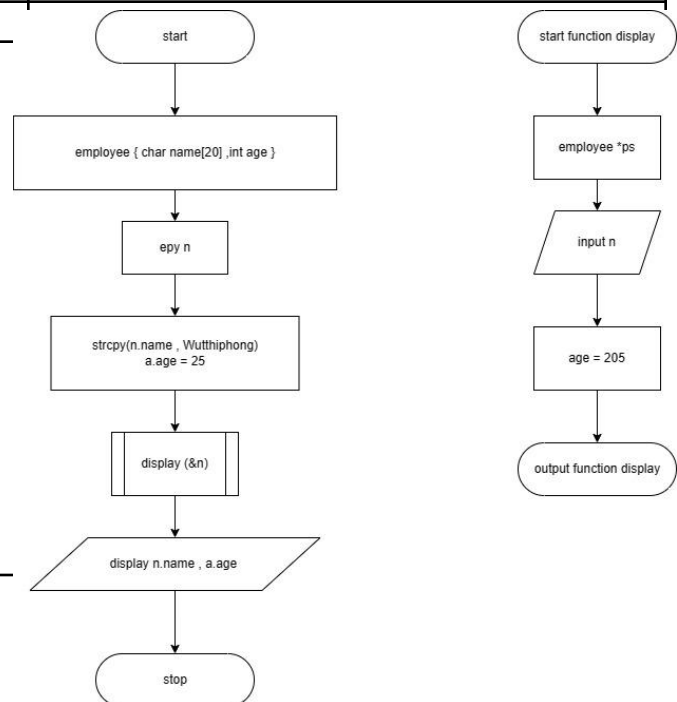 start
employee { char name[20] ,int age }
epy n
strcpy(n.name , Wutthiphong)
a.age = 25
display (&n)
display n.name , a.age
stop
start function display
employee *ps
input n
age = 205
output function display